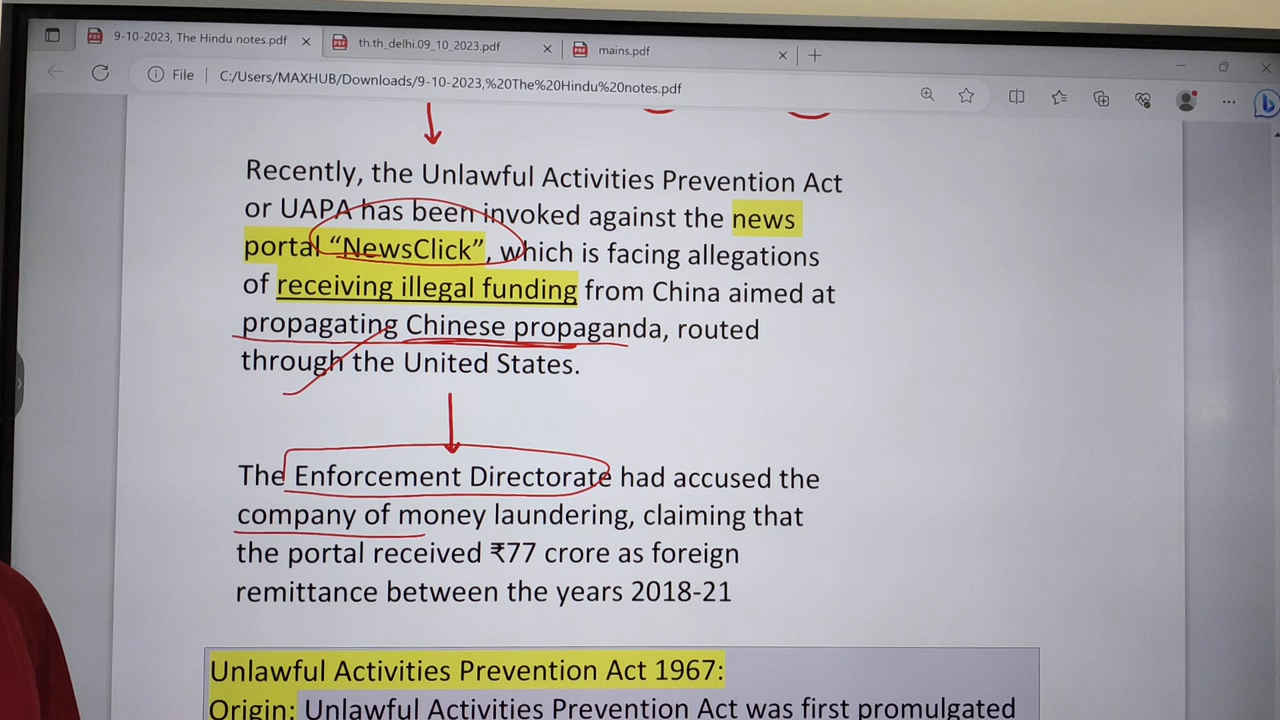 9-10-2023, The Hindu notes.pdf
th.th_delhi.09_10_2023.pdf
mains.pdf
File
C:/Users/MAXHUB/Downloads/9-10-2023,%20The%20Hindu%20notes.pdf
Recently, the Unlawful Activities Prevention Act
or UAPA has been invoked against the news
portal “NewsClick”, which is facing allegations
of receiving illegal funding from China aimed at
propagating Chinese propaganda, routed
through the United States.
The Enforcement Directorate had accused the
company of money laundering, claiming that
the portal received ₹77 crore as foreign
remittance between the years 2018-21
Unlawful Activities Prevention Act 1967:
Origin: Unlawful Activities Prevention Act was first promulgated